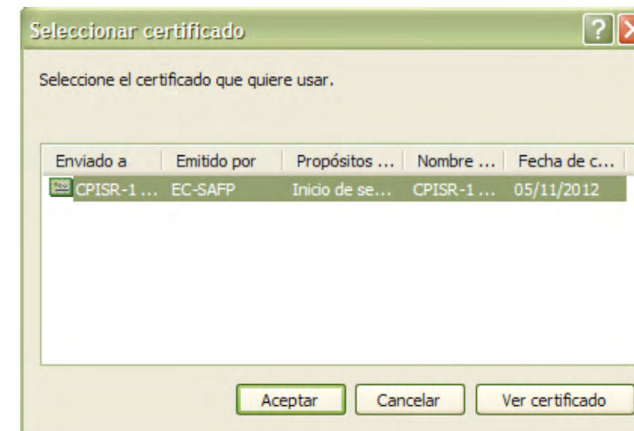 Seleccionar certificado
Seleccione el certificado que quiere usar.
Enviado a Emitido por Propósitos ... Nombre ... Fecha de c...
CPISR-1 ... EC-SAFP Inicio de se... CPISR-1 ... 05/11/2012
Aceptar Cancelar Ver certificado